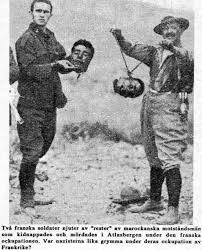 Två franska soldater njuter av "rester" av marockanska motståndsmän
som kidnappades och mördades i Atlasbergen under den franska
ockupationen. Var nazisterna lika grymma under deras ockupation av
Frankrike?